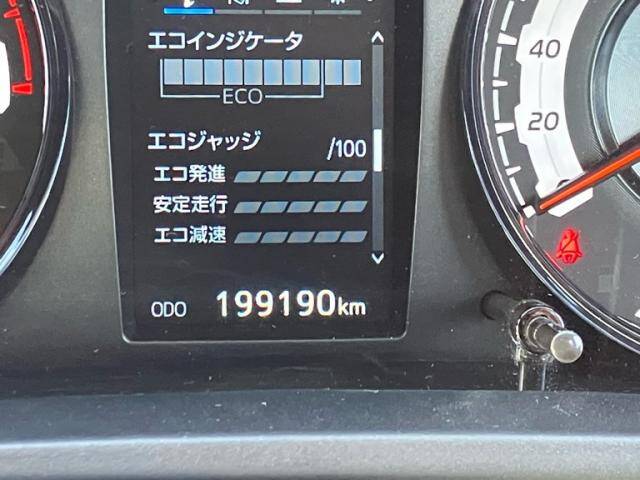 エコインジケータ
ECO
エコジャッジ /100
エコ発進
安定走行
エコ減速
ODO 199190km
40
20
0